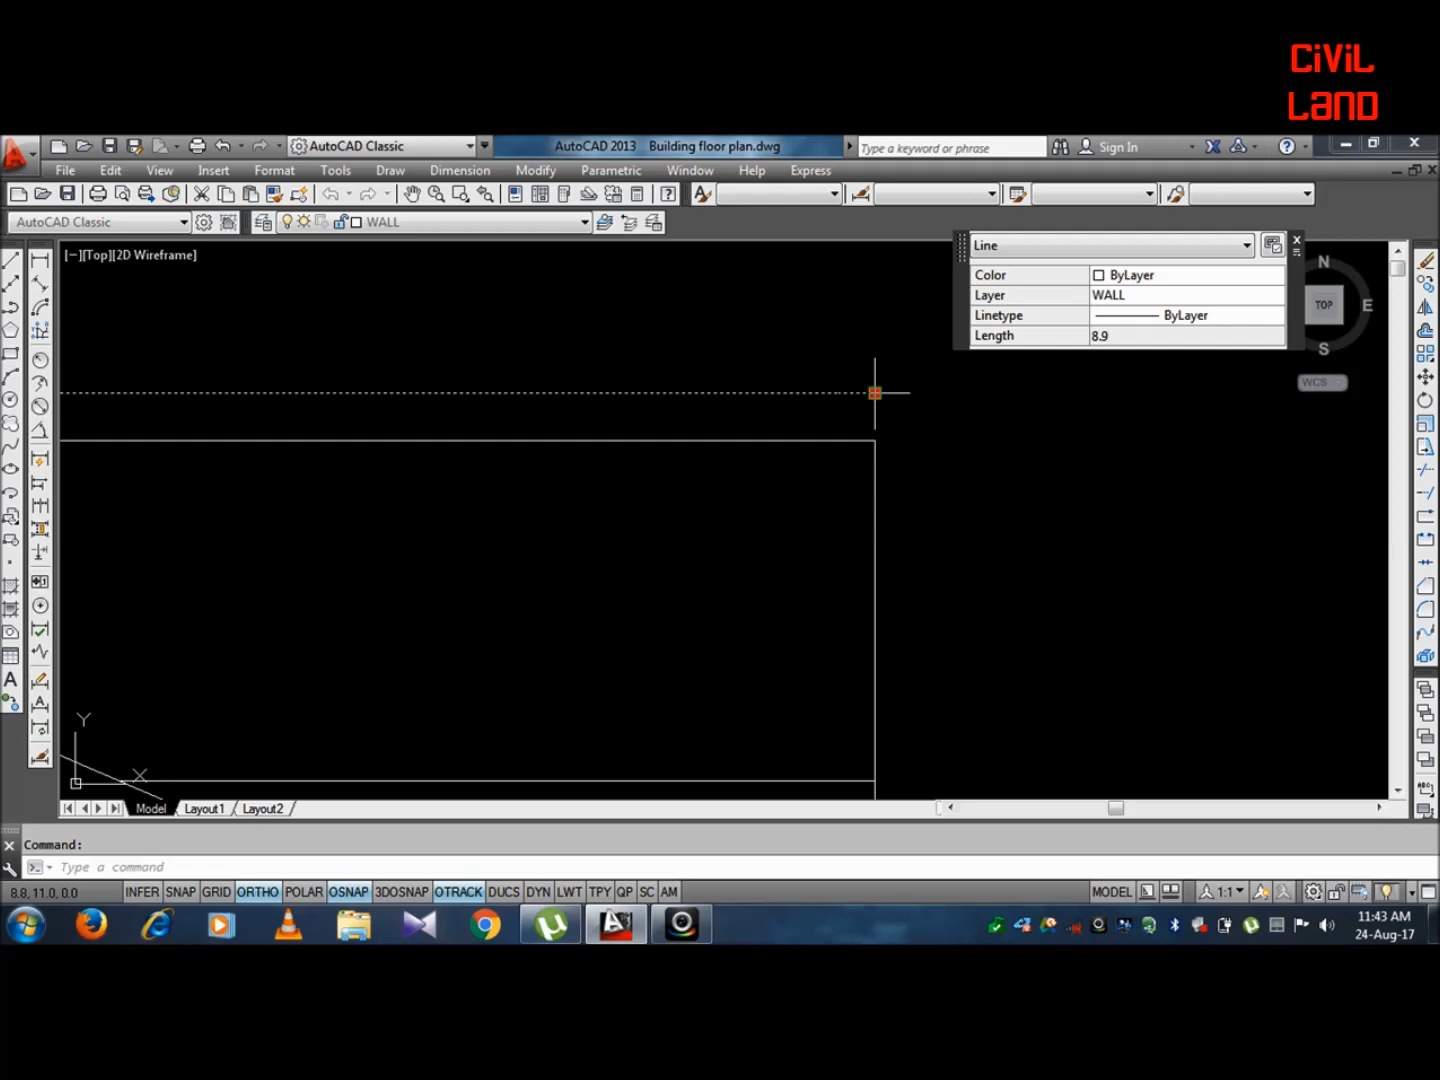 CiViL
LanD
AutoCAD Classic
AutoCAD 2013 Building floor plan.dwg
Type a keyword or phrase
Sign In
File Edit View Insert Format Tools Draw Dimension Modify Parametric Window Help Express
AutoCAD Classic
WALL
[−][Top][2D Wireframe]
Line
Color ByLayer
Layer WALL
Linetype ByLayer
Length 8.9
N
TOP
E
S
WCS
Y
X
Model Layout1 Layout2
Command:
Type a command
8.8, 11.0, 0.0 INFER SNAP GRID ORTHO POLAR OSNAP 3DOSNAP OTRACK DUCS DYN LWT TPY QP SC AM MODEL 1:1
11:43 AM
24-Aug-17